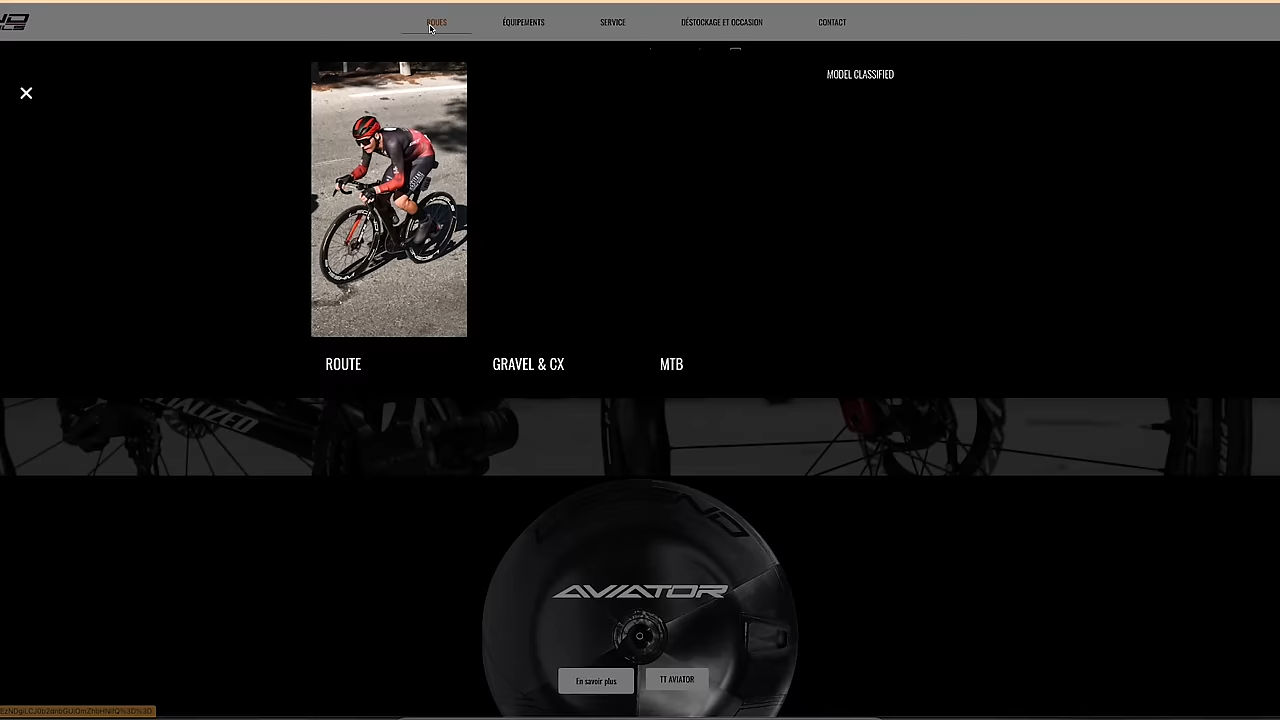 ROUES
ÉQUIPEMENTS
SERVICE
DÉSTOCKAGE ET OCCASION
CONTACT
MODEL CLASSIFIED
ROUTE
GRAVEL & CX
MTB
AVIATOR
En savoir plus
TT AVIATOR